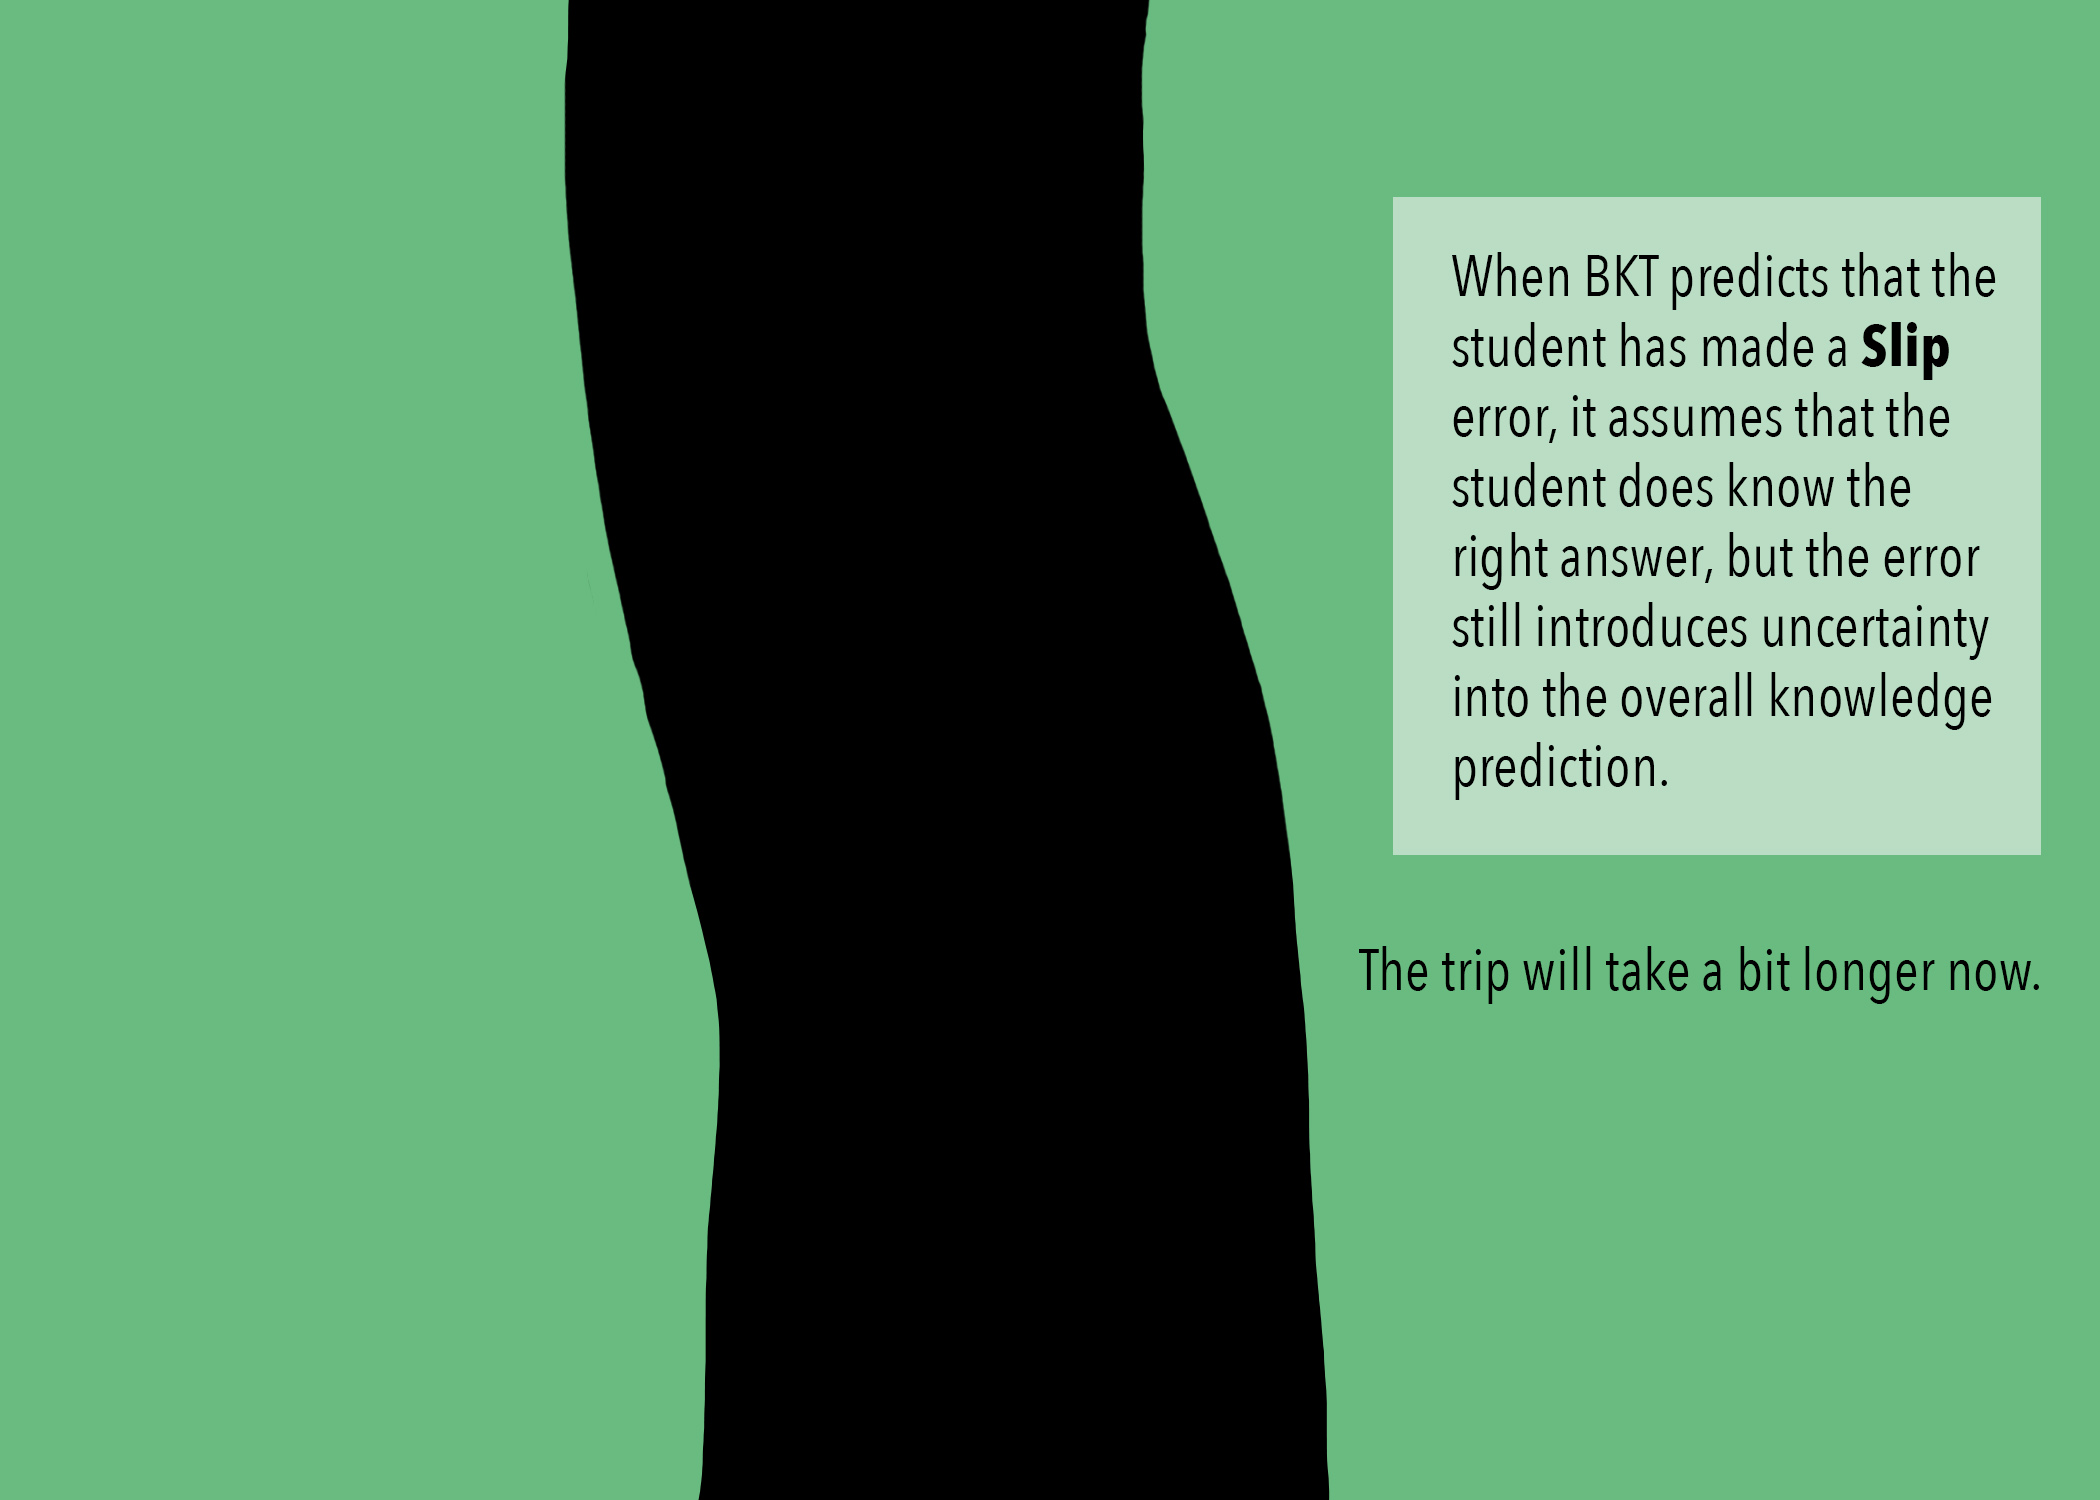 When BKT predicts that the
student has made a Slip
error, it assumes that the
student does know the
right answer, but the error
still introduces uncertainty
into the overall knowledge
prediction.
The trip will take a bit longer now.